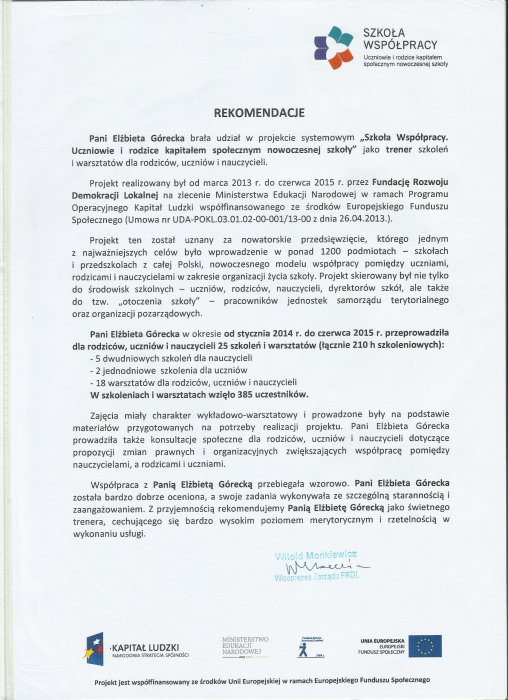 SZKOŁA
WSPÓŁPRACY
Uczniowie i rodzice kapitałem
społecznym nowoczesnej szkoły
REKOMENDACJE
Pani Elżbieta Górecka brała udział w projekcie systemowym „Szkoła Współpracy.
Uczniowie i rodzice kapitałem społecznym nowoczesnej szkoły” jako trener szkoleń
i warsztatów dla rodziców, uczniów i nauczycieli.
Projekt realizowany był od marca 2013 r. do czerwca 2015 r. przez Fundację Rozwoju
Demokracji Lokalnej na zlecenie Ministerstwa Edukacji Narodowej w ramach Programu
Operacyjnego Kapitał Ludzki współfinansowanego ze środków Europejskiego Funduszu
Społecznego (Umowa nr UDA-POKL.03.01.02-00-001/13-00 z dnia 26.04.2013.).
Projekt ten został uznany za nowatorskie przedsięwzięcie, którego jednym
z najważniejszych celów było wprowadzenie w ponad 1200 podmiotach – szkołach
i przedszkolach z całej Polski, nowoczesnego modelu współpracy pomiędzy uczniami,
rodzicami i nauczycielami w zakresie organizacji życia szkoły. Projekt skierowany był nie tylko
do środowisk szkolnych – uczniów, rodziców, nauczycieli, dyrektorów szkół, ale także
do tzw. „otoczenia szkoły” – pracowników jednostek samorządu terytorialnego
oraz organizacji pozarządowych.
Pani Elżbieta Górecka w okresie od stycznia 2014 r. do czerwca 2015 r. przeprowadziła
dla rodziców, uczniów i nauczycieli 25 szkoleń i warsztatów (łącznie 210 h szkoleniowych):
- 5 dwudniowych szkoleń dla nauczycieli
- 2 jednodniowe szkolenia dla uczniów
- 18 warsztatów dla rodziców, uczniów i nauczycieli
W szkoleniach i warsztatach wzięło 385 uczestników.
Zajęcia miały charakter wykładowo-warsztatowy i prowadzone były na podstawie
materiałów przygotowanych na potrzeby realizacji projektu. Pani Elżbieta Górecka
prowadziła także konsultacje społeczne dla rodziców, uczniów i nauczycieli dotyczące
propozycji zmian prawnych i organizacyjnych zwiększających współpracę pomiędzy
nauczycielami, a rodzicami i uczniami.
Współpraca z Panią Elżbietą Górecką przebiegała wzorowo. Pani Elżbieta Górecka
została bardzo dobrze oceniona, a swoje zadania wykonywała ze szczególną starannością i
zaangażowaniem. Z przyjemnością rekomendujemy Panią Elżbietę Górecką jako świetnego
trenera, cechującego się bardzo wysokim poziomem merytorycznym i rzetelnością w
wykonaniu usługi.
Witold Monkiewicz
Wiceprezes Zarządu FRDL
KAPITAŁ LUDZKI
NARODOWA STRATEGIA SPÓJNOŚCI
MINISTERSTWO
EDUKACJI
NARODOWEJ
UNIA EUROPEJSKA
EUROPEJSKI
FUNDUSZ SPOŁECZNY
Projekt jest współfinansowany ze środków Unii Europejskiej w ramach Europejskiego Funduszu Społecznego